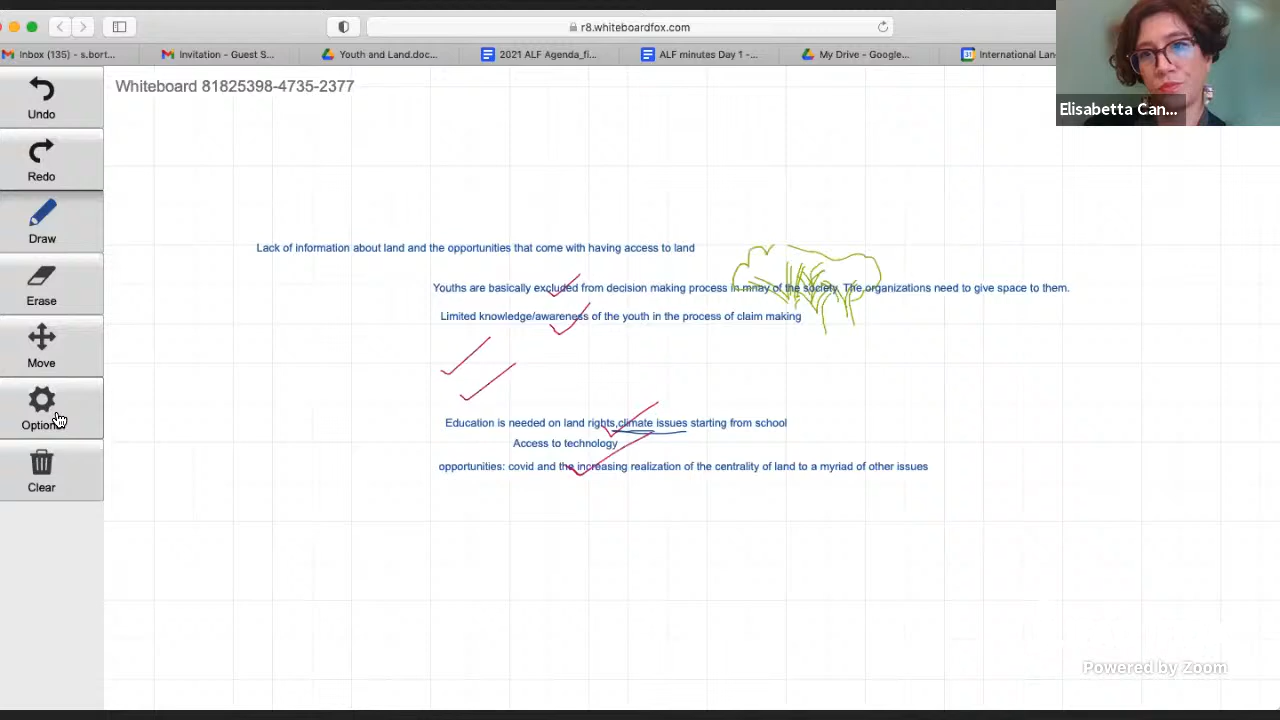 r8.whiteboardfox.com
Inbox (135) - s.bort...
Invitation - Guest S...
Youth and Land.doc...
2021 ALF Agenda_fi...
ALF minutes Day 1 -...
My Drive - Google...
International Lan
Whiteboard 81825398-4735-2377
Elisabetta Can...
Undo
Redo
Draw
Erase
Move
Option
Clear
Lack of information about land and the opportunities that come with having access to land
Youths are basically excluded from decision making process in mnay of the society. The organizations need to give space to them.
Limited knowledge/awareness of the youth in the process of claim making
Education is needed on land rights,climate issues starting from school
Access to technology
opportunities: covid and the increasing realization of the centrality of land to a myriad of other issues
Powered by Zoom